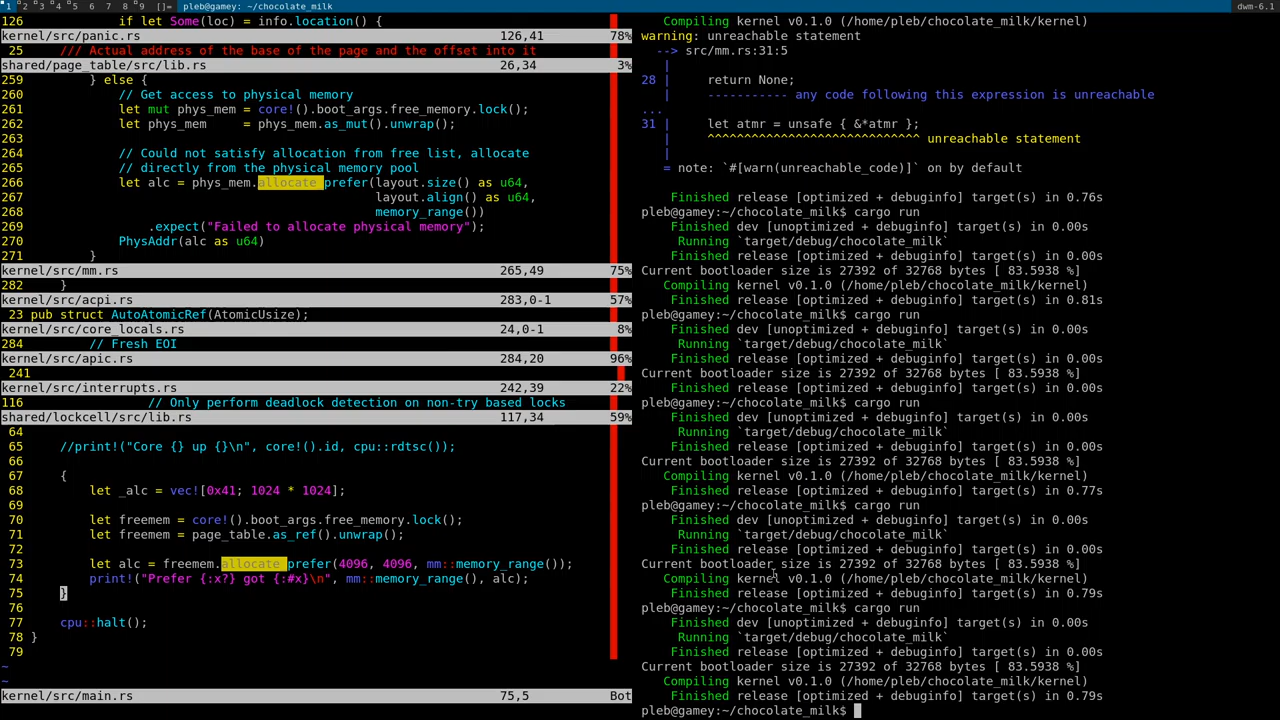 1 2 3 4 5 6 7 8 9 []= pleb@gamey: ~/chocolate_milk dwm-6.1
126 if let Some(loc) = info.location() {
kernel/src/panic.rs 126,41 78%
25 /// Actual address of the base of the page and the offset into it
shared/page_table/src/lib.rs 26,34 3%
259 } else {
260 // Get access to physical memory
261 let mut phys_mem = core!().boot_args.free_memory.lock();
262 let phys_mem     = phys_mem.as_mut().unwrap();
263
264 // Could not satisfy allocation from free list, allocate
265 // directly from the physical memory pool
266 let alc = phys_mem.allocate_prefer(layout.size() as u64,
267 layout.align() as u64,
268 memory_range())
269 .expect("Failed to allocate physical memory");
270 PhysAddr(alc as u64)
271 }
kernel/src/mm.rs 265,49 75%
282 }
kernel/src/acpi.rs 283,0-1 57%
23 pub struct AutoAtomicRef(AtomicUsize);
kernel/src/core_locals.rs 24,0-1 8%
284 // Fresh EOI
kernel/src/apic.rs 284,20 96%
241
kernel/src/interrupts.rs 242,39 22%
116 // Only perform deadlock detection on non-try based locks
shared/lockcell/src/lib.rs 117,34 59%
64
65 //print!("Core {} up {}\n", core!().id, cpu::rdtsc());
66
67 {
68 let _alc = vec![0x41; 1024 * 1024];
69
70 let freemem = core!().boot_args.free_memory.lock();
71 let freemem = page_table.as_ref().unwrap();
72
73 let alc = freemem.allocate_prefer(4096, 4096, mm::memory_range());
74 print!("Prefer {:x?} got {:#x}\n", mm::memory_range(), alc);
75 }
76
77 cpu::halt();
78 }
79
~
~
kernel/src/main.rs 75,5 Bot
Compiling kernel v0.1.0 (/home/pleb/chocolate_milk/kernel)
warning: unreachable statement
--> src/mm.rs:31:5
|
28 | return None;
| ----------- any code following this expression is unreachable
...
31 | let atmr = unsafe { &*atmr };
| ^^^^^^^^^^^^^^^^^^^^^^^^^^^^^ unreachable statement
|
= note: `#[warn(unreachable_code)]` on by default

Finished release [optimized + debuginfo] target(s) in 0.76s
pleb@gamey:~/chocolate_milk$ cargo run
Finished dev [unoptimized + debuginfo] target(s) in 0.00s
Running `target/debug/chocolate_milk`
Finished release [optimized + debuginfo] target(s) in 0.00s
Current bootloader size is 27392 of 32768 bytes [ 83.5938 %]
Compiling kernel v0.1.0 (/home/pleb/chocolate_milk/kernel)
Finished release [optimized + debuginfo] target(s) in 0.81s
pleb@gamey:~/chocolate_milk$ cargo run
Finished dev [unoptimized + debuginfo] target(s) in 0.00s
Running `target/debug/chocolate_milk`
Finished release [optimized + debuginfo] target(s) in 0.00s
Current bootloader size is 27392 of 32768 bytes [ 83.5938 %]
Finished release [optimized + debuginfo] target(s) in 0.00s
pleb@gamey:~/chocolate_milk$ cargo run
Finished dev [unoptimized + debuginfo] target(s) in 0.00s
Running `target/debug/chocolate_milk`
Finished release [optimized + debuginfo] target(s) in 0.00s
Current bootloader size is 27392 of 32768 bytes [ 83.5938 %]
Compiling kernel v0.1.0 (/home/pleb/chocolate_milk/kernel)
Finished release [optimized + debuginfo] target(s) in 0.77s
pleb@gamey:~/chocolate_milk$ cargo run
Finished dev [unoptimized + debuginfo] target(s) in 0.00s
Running `target/debug/chocolate_milk`
Finished release [optimized + debuginfo] target(s) in 0.00s
Current bootloader size is 27392 of 32768 bytes [ 83.5938 %]
Compiling kernel v0.1.0 (/home/pleb/chocolate_milk/kernel)
Finished release [optimized + debuginfo] target(s) in 0.79s
pleb@gamey:~/chocolate_milk$ cargo run
Finished dev [unoptimized + debuginfo] target(s) in 0.00s
Running `target/debug/chocolate_milk`
Finished release [optimized + debuginfo] target(s) in 0.00s
Current bootloader size is 27392 of 32768 bytes [ 83.5938 %]
Compiling kernel v0.1.0 (/home/pleb/chocolate_milk/kernel)
Finished release [optimized + debuginfo] target(s) in 0.79s
pleb@gamey:~/chocolate_milk$